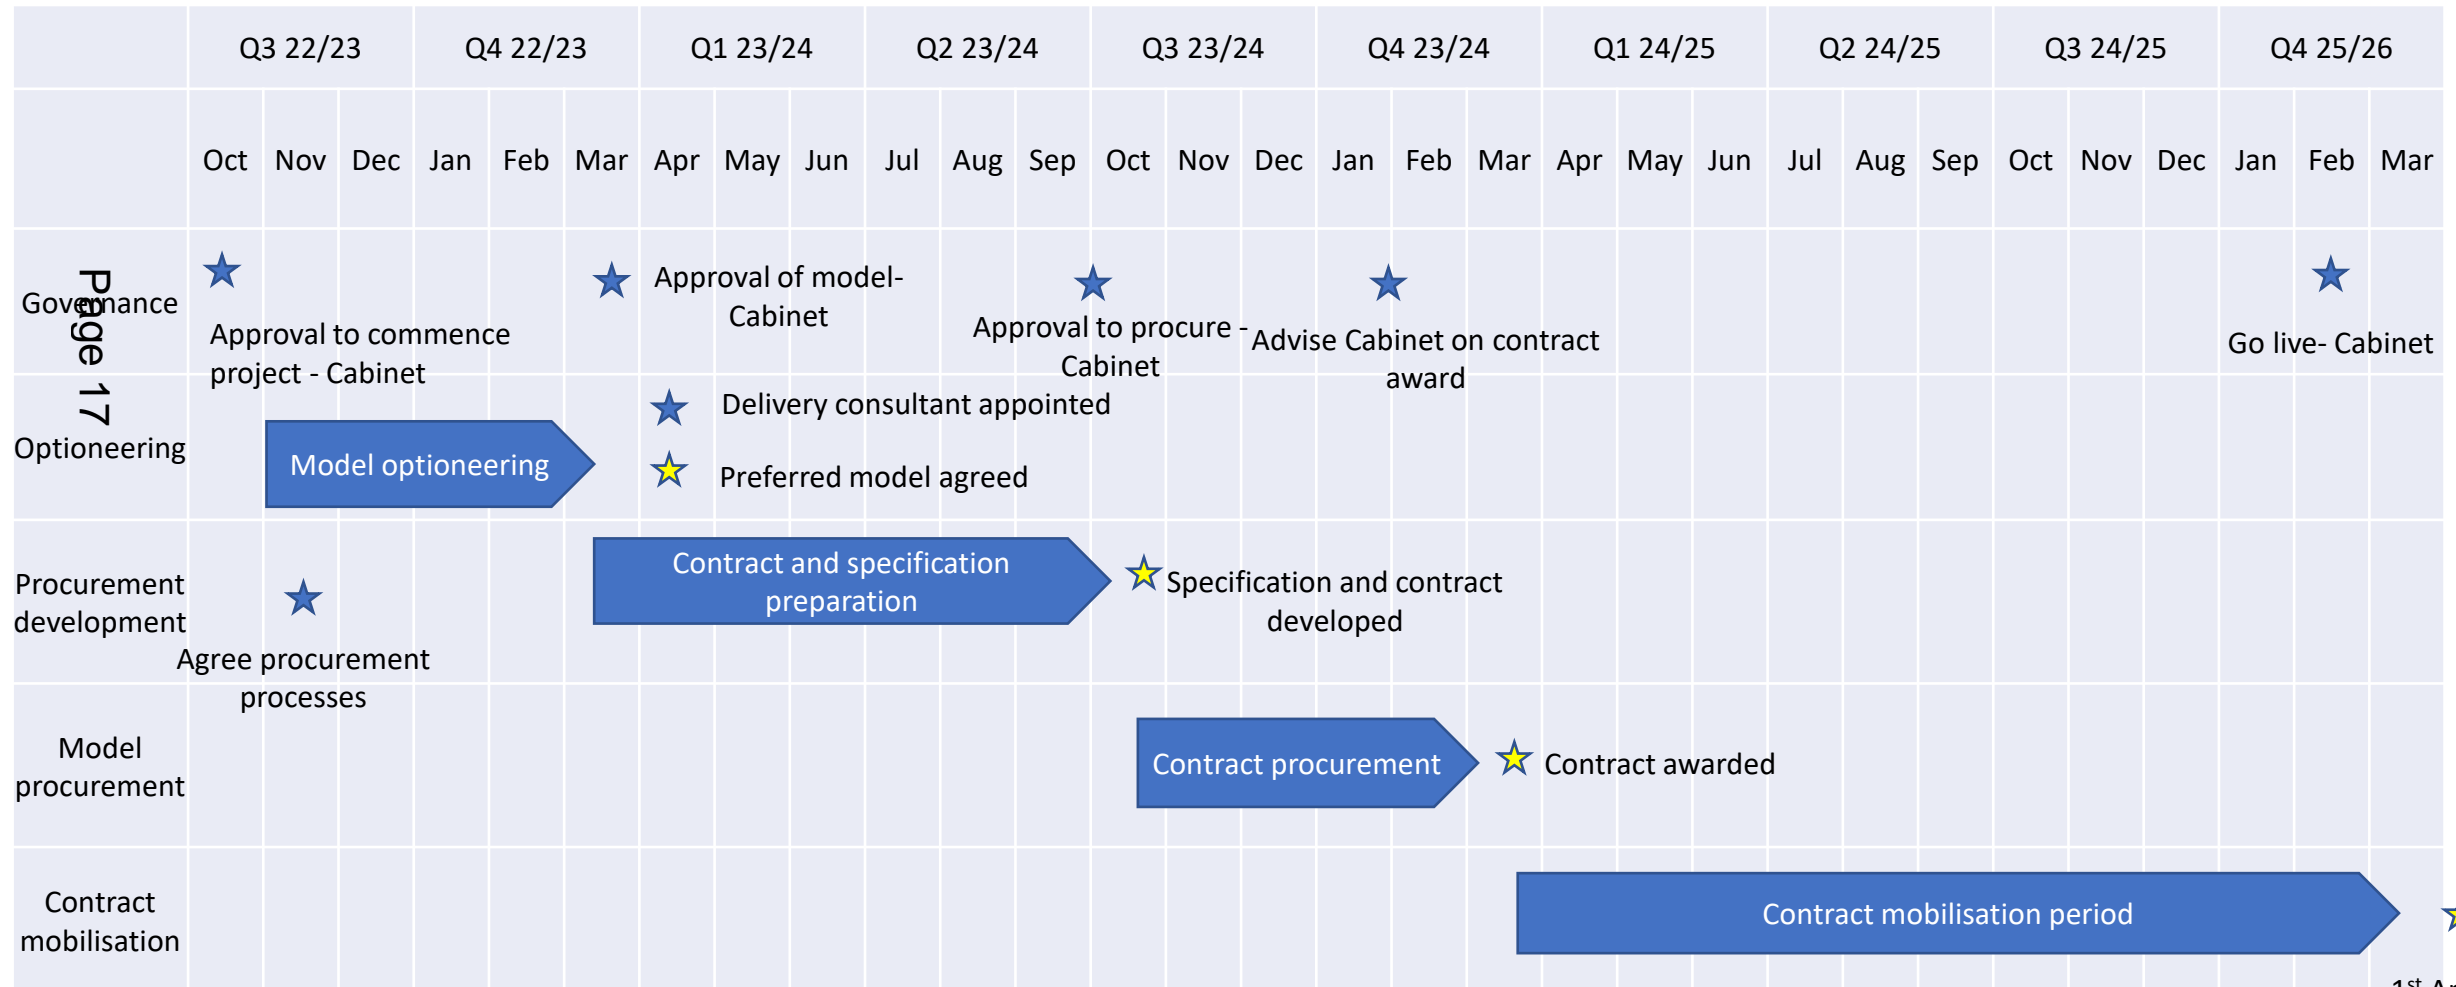 Q3 22/23 Q4 22/23 Q1 23/24 Q2 23/24 Q3 23/24 Q4 23/24 Q1 24/25 Q2 24/25 Q3 24/25 Q4 25/26
Oct Nov Dec Jan Feb Mar Apr May Jun Jul Aug Sep Oct Nov Dec Jan Feb Mar Apr May Jun Jul Aug Sep Oct Nov Dec Jan Feb Mar
Page 17
Governance
Approval to commence
project - Cabinet
Approval of model-
Cabinet
Approval to procure -
Cabinet
Advise Cabinet on contract
award
Go live- Cabinet
Optioneering
Model optioneering
Delivery consultant appointed
Preferred model agreed
Procurement
development
Agree procurement
processes
Contract and specification
preparation
Specification and contract
developed
Model
procurement
Contract procurement
Contract awarded
Contract
mobilisation
Contract mobilisation period
1st